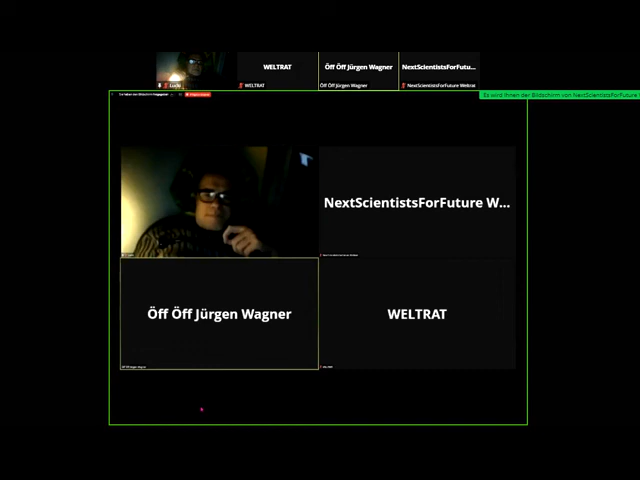 WELTRAT
Öff Öff Jürgen Wagner
NextScientistsForFutu...
Ludo
WELTRAT
Öff Öff Jürgen Wagner
NextScientistsForFuture Weltrat
Es wird Ihnen der Bildschirm von NextScientistsForFuture
NextScientistsForFuture W...
Öff Öff Jürgen Wagner
WELTRAT